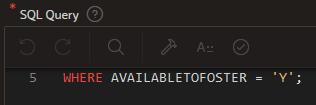 * SQL Query ?
A::
5 WHERE AVAILABLETOFOSTER = 'Y';